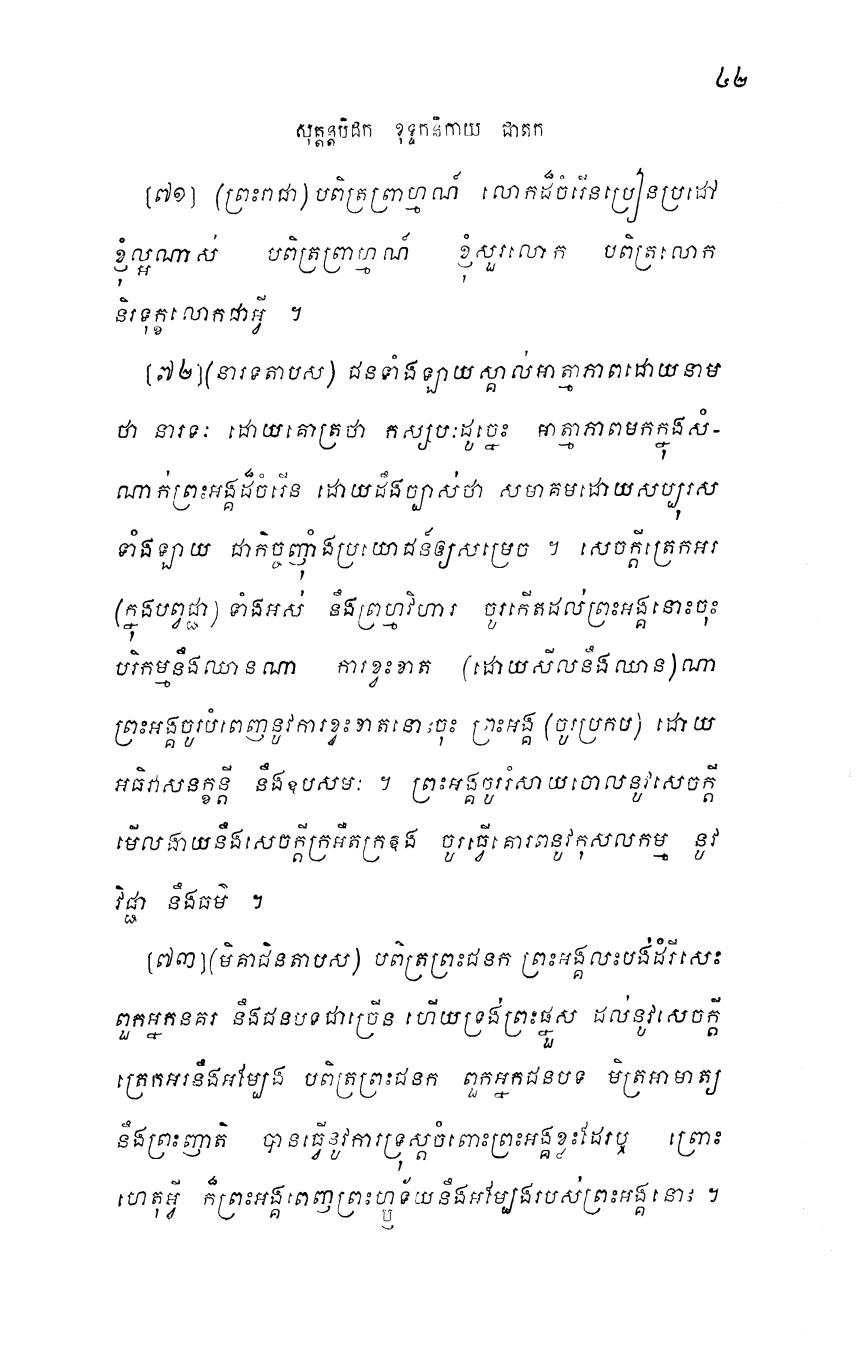 ៤២
សុត្តន្តបិដក ខុទ្ទកនិកាយ ជាតក
[៧១] (ព្រះរាជា) បពិត្រព្រាហ្មណ៍ លោកដ៏ចំរើនប្រៀនប្រដៅ
ខ្ញុំល្អណាស់ បពិត្រព្រាហ្មណ៍ ខ្ញុំសួរលោក បពិត្រលោក
និរទុក្ខលោកជាអ្វី ។
[៧២] (នារទតាបស) ជនទាំងឡាយស្គាល់អាត្មាភាពដោយនាម
ថា នារទៈ ដោយគោត្រថា កស្សបៈដូច្នេះ អាត្មាភាពមកក្នុងសំ-
ណាក់ព្រះអង្គដ៏ចំរើន ដោយដឹងច្បាស់ថា សមាគមដោយសប្បុរស
ទាំងឡាយ ជាកិច្ចញ៉ាំងប្រយោជន៍ឲ្យសម្រេច ។ សេចក្តីត្រេកអរ
(ក្នុងបព្វជ្ជា) ទាំងអស់ នឹងព្រហ្មវិហារ ចូរកើតដល់ព្រះអង្គនោះចុះ
បរិកម្មនឹងឈានណា ការខ្វះខាត (ដោយសីលនឹងឈាន) ណា
ព្រះអង្គចូរបំពេញនូវការខ្វះខាតនោះចុះ ព្រះអង្គ (ចូរប្រកប) ដោយ
អធិវាសនក្ខន្តី នឹងឧបសមៈ ។ ព្រះអង្គចូររំសាយចោលនូវសេចក្តី
មើលងាយនឹងសេចក្តីក្រអឺតក្រឧង ចូរធ្វើគោរពនូវកុសលកម្ម នូវ
វិជ្ជា នឹងធម៌ ។
[៧៣] (មិគាជិនតាបស) បពិត្រព្រះជនក ព្រះអង្គលះបង់ដំរីសេះ
ពួកអ្នកនគរ នឹងជនបទជាច្រើន ហើយទ្រង់ព្រះផ្នួស ដល់នូវសេចក្តី
ត្រេកអរនឹងអម្បែង បពិត្រព្រះជនក ពួកអ្នកជនបទ មិត្រអាមាត្យ
នឹងព្រះញាតិ បានធ្វើនូវការទ្រុស្តចំពោះព្រះអង្គខ្លះដែរឬ ព្រោះ
ហេតុអ្វី ក៏ព្រះអង្គពេញព្រះហ្ឫទ័យនឹងអម្បែងរបស់ព្រះអង្គនោះ ។